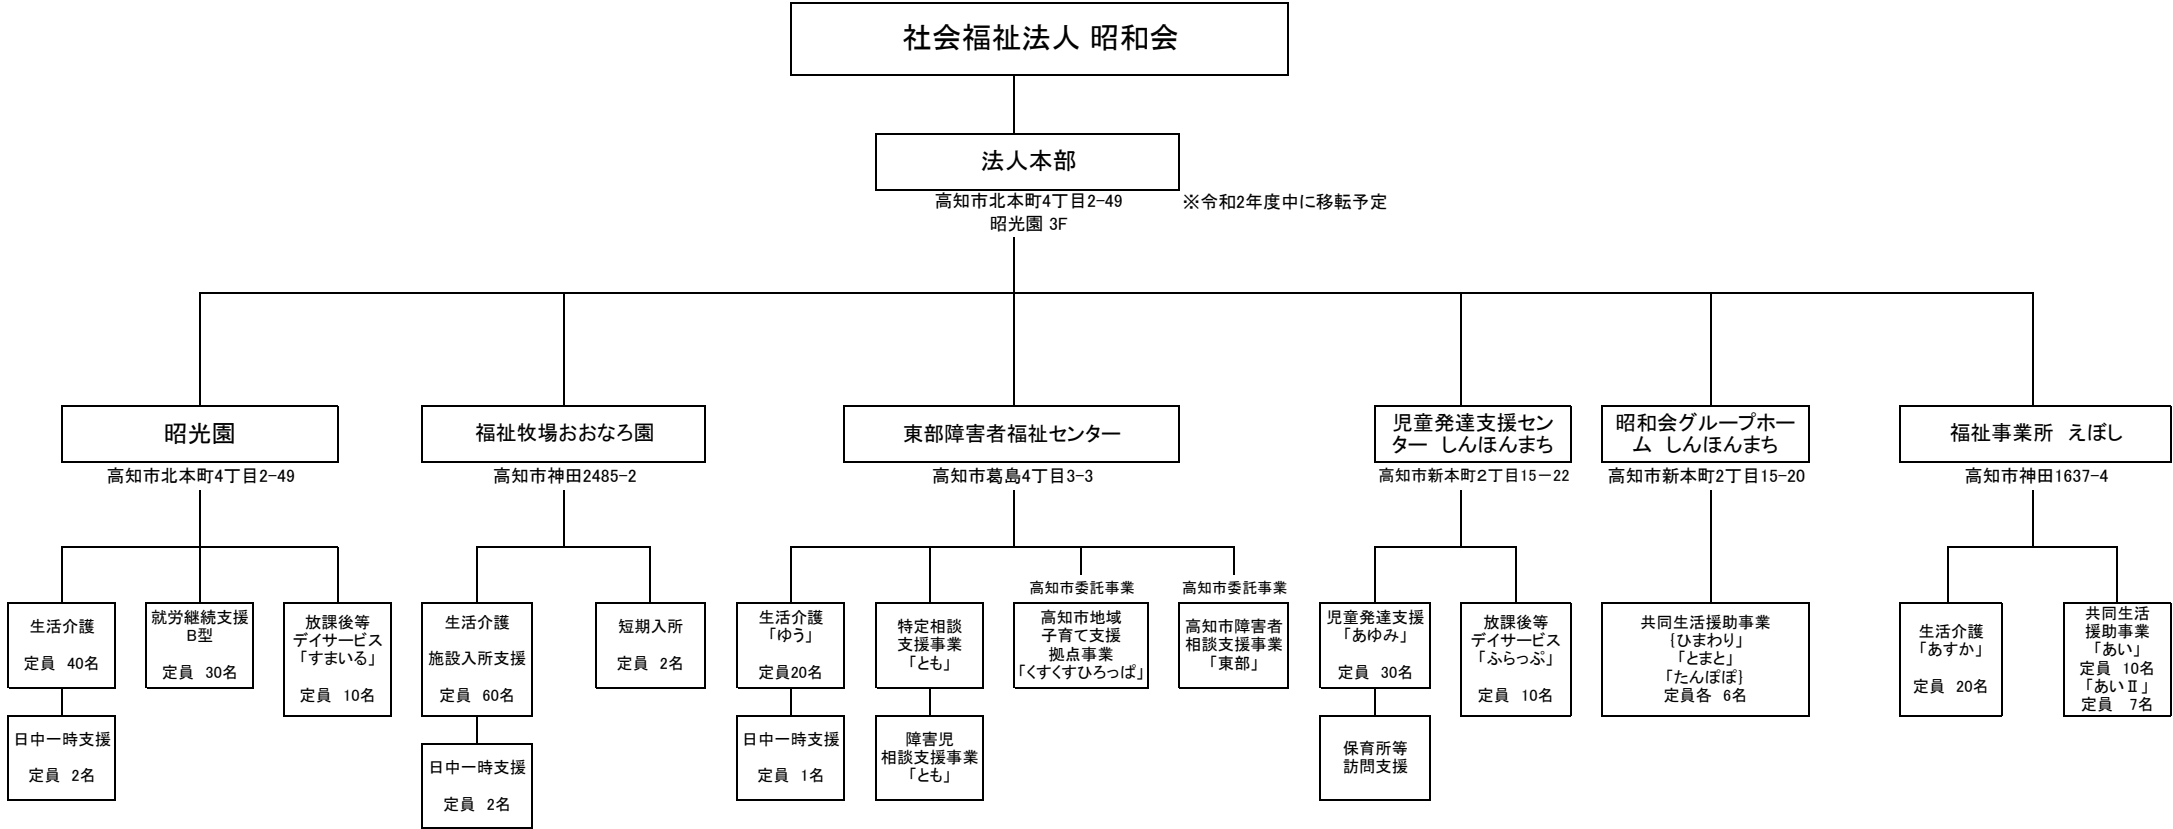 社会福祉法人 昭和会
法人本部
高知市北本町4丁目2-49
※令和2年度中に移転予定
昭光園 3F
昭光園
高知市北本町4丁目2-49
福祉牧場おおなろ園
高知市神田2485-2
東部障害者福祉センター
高知市葛島4丁目3-3
児童発達支援セン
ター しんほんまち
高知市新本町2丁目15－22
昭和会グループホー
ム しんほんまち
高知市新本町2丁目15-20
福祉事業所 えぼし
高知市神田1637-4
生活介護
定員 40名
日中一時支援
定員 2名
就労継続支援
B型
定員 30名
放課後等
デイサービス
「すまいる」
定員 10名
生活介護
施設入所支援
定員 60名
日中一時支援
定員 2名
短期入所
定員 2名
生活介護
「ゆう」
定員20名
日中一時支援
定員 1名
特定相談
支援事業
「とも」
障害児
相談支援事業
「とも」
高知市委託事業
高知市地域
子育て支援
拠点事業
「くすくすひろっぱ」
高知市委託事業
高知市障害者
相談支援事業
「東部」
児童発達支援
「あゆみ」
定員 30名
保育所等
訪問支援
放課後等
デイサービス
「ふらっぷ」
定員 10名
共同生活援助事業
｛ひまわり」
「とまと」
「たんぽぽ｝
定員各 6名
生活介護
「あすか」
定員 20名
共同生活
援助事業
「あい」
定員 10名
「あいⅡ」
定員 7名